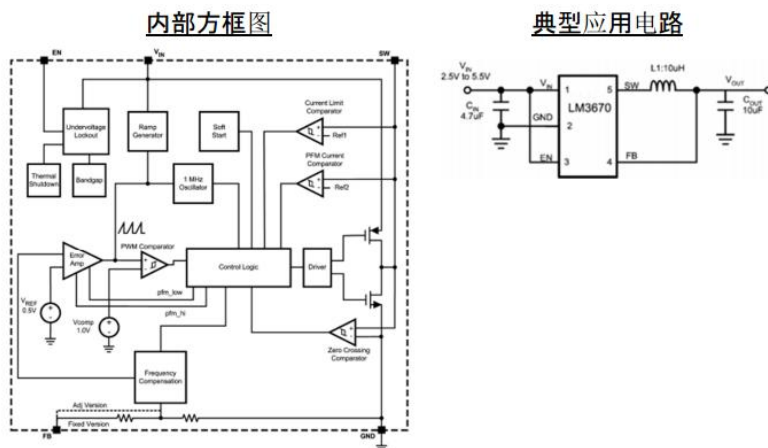 内部方框图
典型应用电路
EN
VIN
SW
Undervoltage
Lockout
Ramp
Generator
Soft
Start
Current Limit
Comparator
Ref1
Thermal
Shutdown
Bandgap
1 MHz
Oscillator
PFM Current
Comparator
Ref2
Error
Amp
PWM Comparator
Control Logic
Driver
pfm_low
pfm_hi
VREF
0.5V
Vcomp
1.0V
Zero Crossing
Comparator
Frequency
Compensation
Adj Version
Fixed Version
FB
GND
VIN
2.5V to 5.5V
CIN
4.7uF
VIN
1
GND
2
EN
3
LM3670
5
SW
4
FB
L1:10uH
VOUT
COUT
10uF